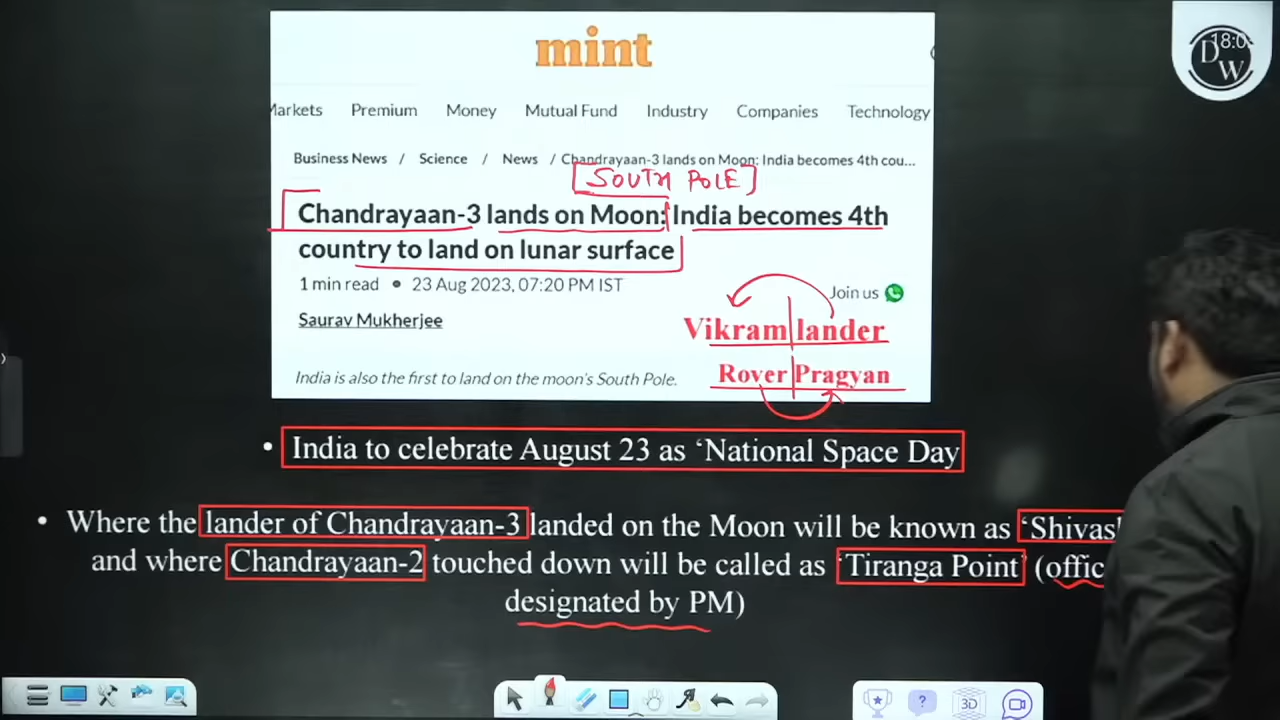 mint
Markets Premium Money Mutual Fund Industry Companies Technology
Business News / Science / News / Chandrayaan-3 lands on Moon: India becomes 4th cou...
[SOUTH POLE]
Chandrayaan-3 lands on Moon: India becomes 4th
country to land on lunar surface
1 min read • 23 Aug 2023, 07:20 PM IST
Join us
Saurav Mukherjee
Vikram lander
Rover Pragyan
India is also the first to land on the moon's South Pole.
• India to celebrate August 23 as ‘National Space Day
• Where the lander of Chandrayaan-3 landed on the Moon will be known as
and where Chandrayaan-2 touched down will be called as ‘Tiranga Point’
designated by PM)
DW
18:0
?
3D